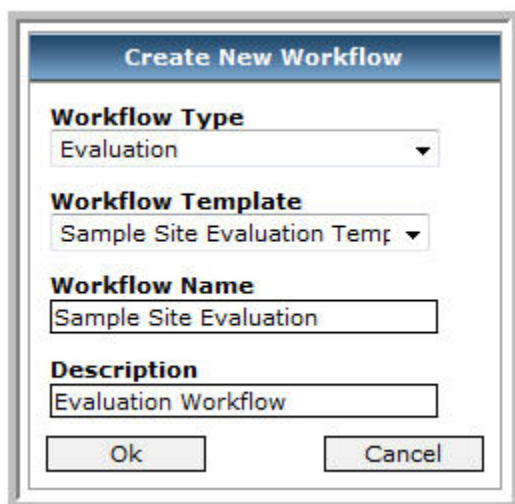 Create New Workflow
Workflow Type
Evaluation
Workflow Template
Sample Site Evaluation Temp
Workflow Name
Sample Site Evaluation
Description
Evaluation Workflow
Ok Cancel